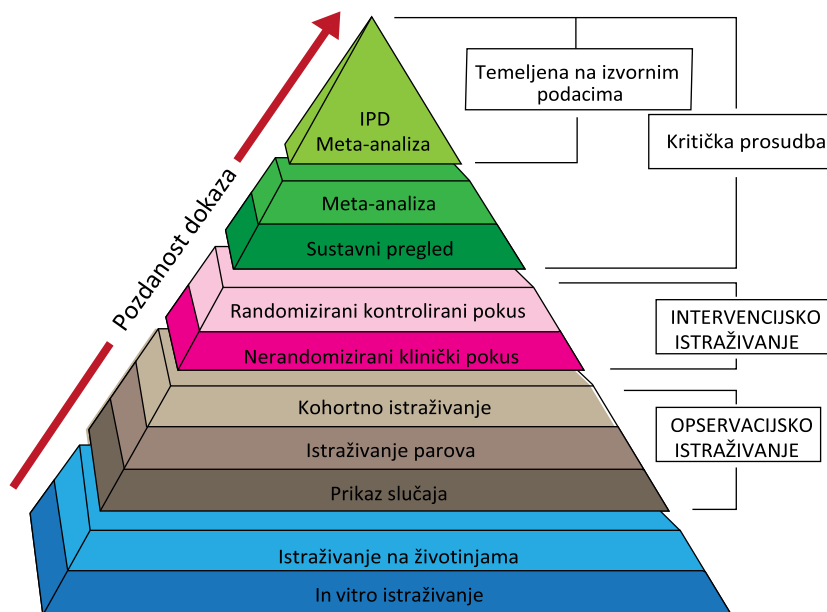 Pozdanost dokaza
IPD
Meta-analiza
Meta-analiza
Sustavni pregled
Randomizirani kontrolirani pokus
Nerandomizirani klinički pokus
Kohortno istraživanje
Istraživanje parova
Prikaz slučaja
Istraživanje na životinjama
In vitro istraživanje
Temeljena na izvornim
podacima
Kritička prosudba
INTERVENCIJSKO
ISTRAŽIVANJE
OPSERVACIJSKO
ISTRAŽIVANJE